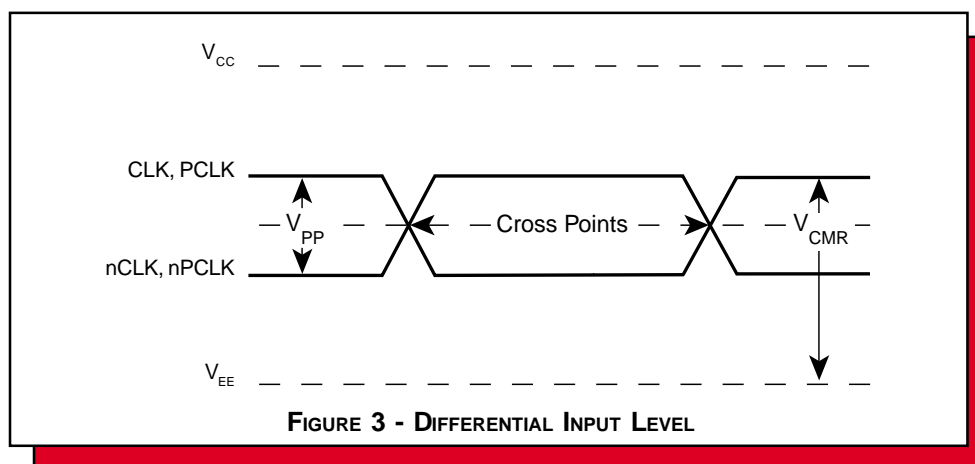 VCC
CLK, PCLK
VPP
Cross Points
VCMR
nCLK, nPCLK
VEE
FIGURE 3 - DIFFERENTIAL INPUT LEVEL